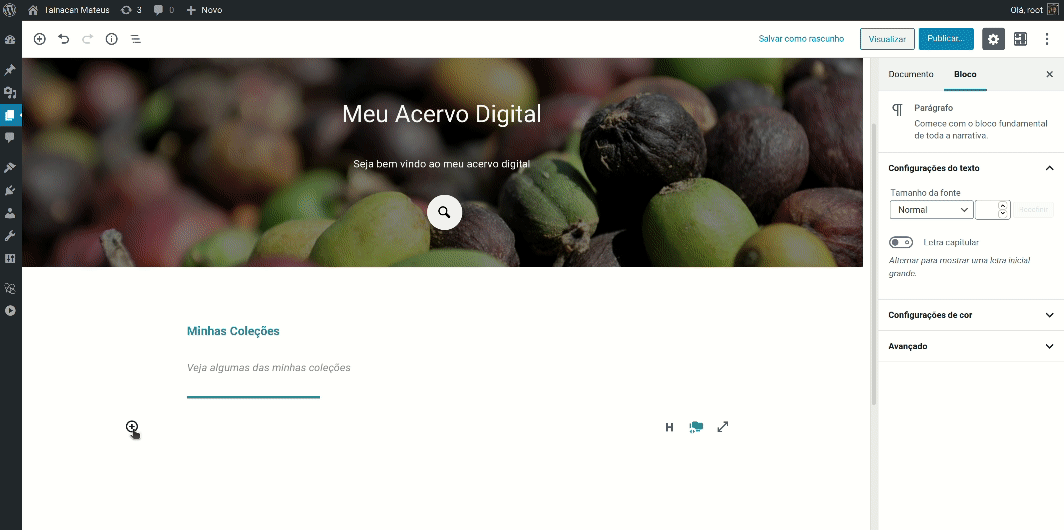 Tainacan Mateus
3
0
Novo
Olá, root
Salvar como rascunho
Visualizar
Publicar...
Documento
Bloco
Meu Acervo Digital
Seja bem vindo ao meu acervo digital
Parágrafo
Comece com o bloco fundamental
de toda a narrativa.
Configurações do texto
Tamanho da fonte
Normal
Redefinir
Letra capitular
Alternar para mostrar uma letra inicial
grande.
Configurações de cor
Avançado
Minhas Coleções
Veja algumas das minhas coleções
H